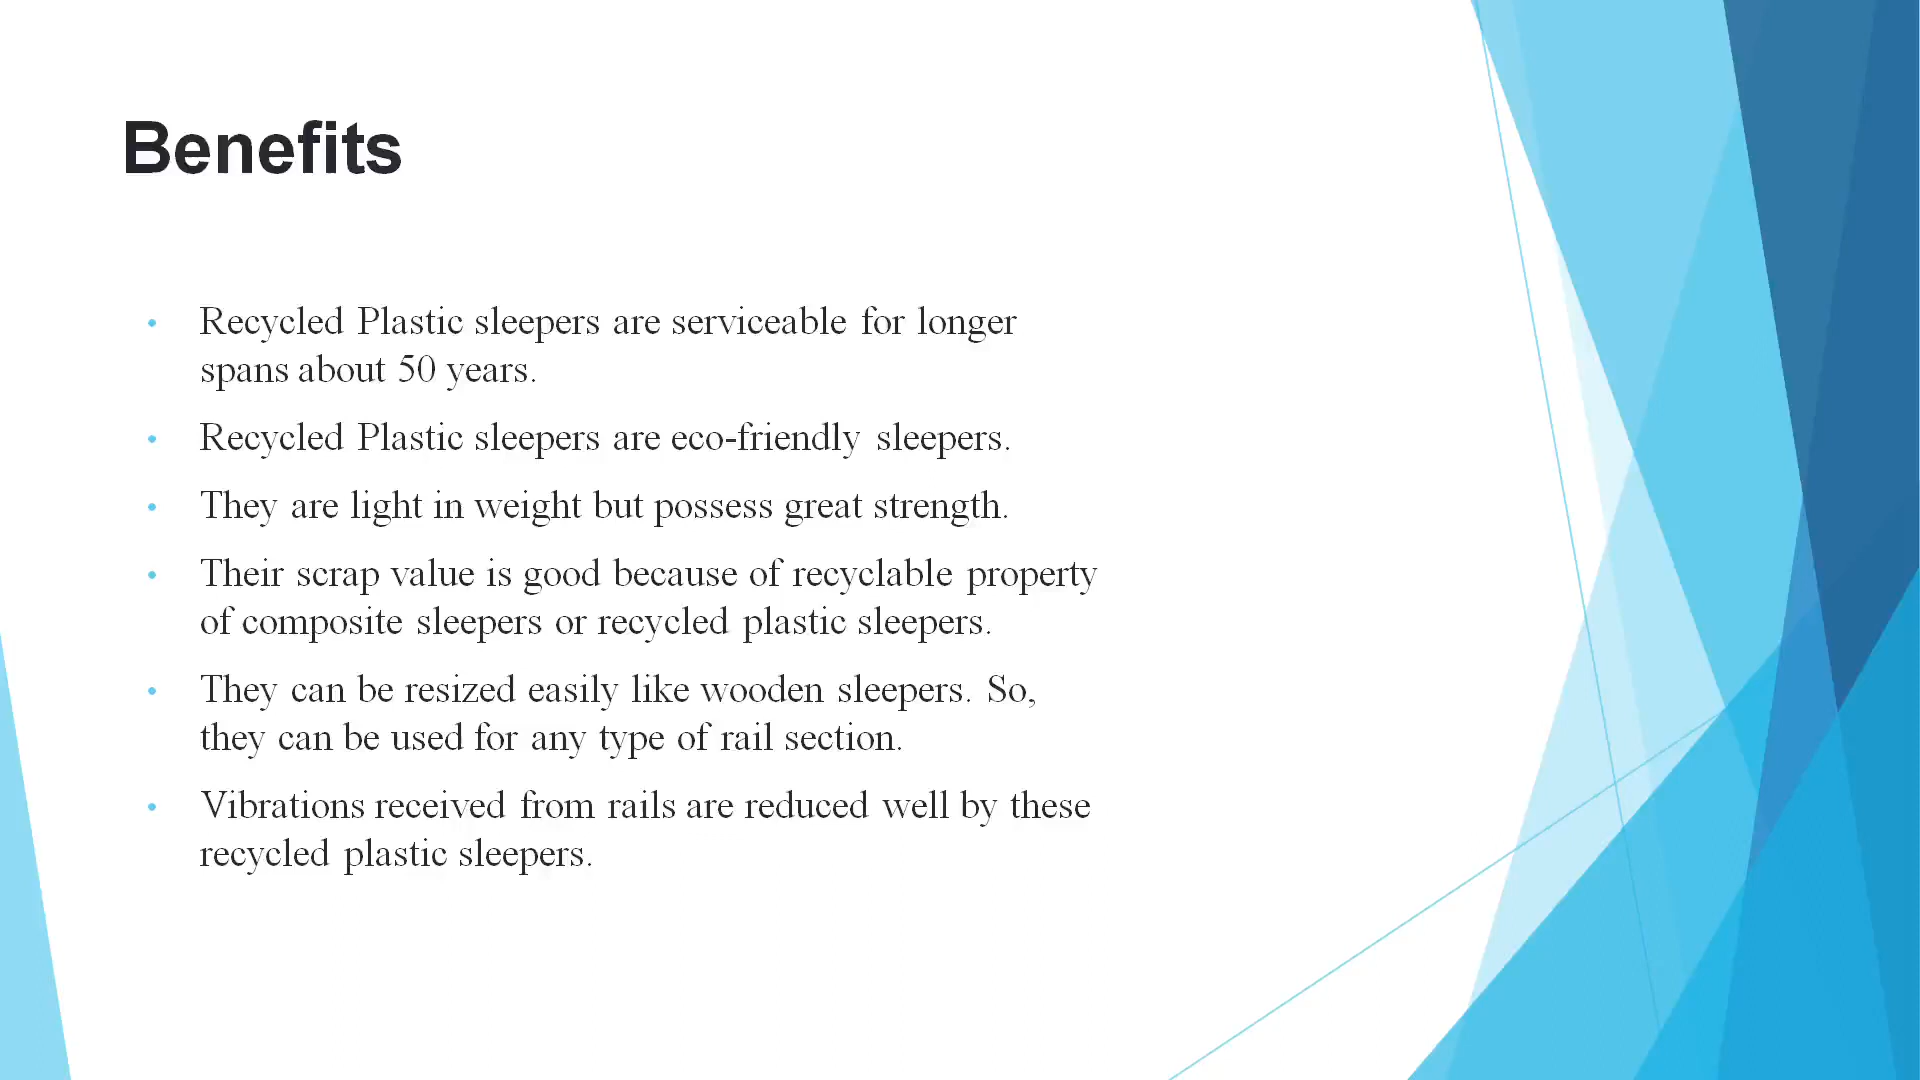 Benefits
• Recycled Plastic sleepers are serviceable for longer
spans about 50 years.
• Recycled Plastic sleepers are eco-friendly sleepers.
• They are light in weight but possess great strength.
• Their scrap value is good because of recyclable property
of composite sleepers or recycled plastic sleepers.
• They can be resized easily like wooden sleepers. So,
they can be used for any type of rail section.
• Vibrations received from rails are reduced well by these
recycled plastic sleepers.